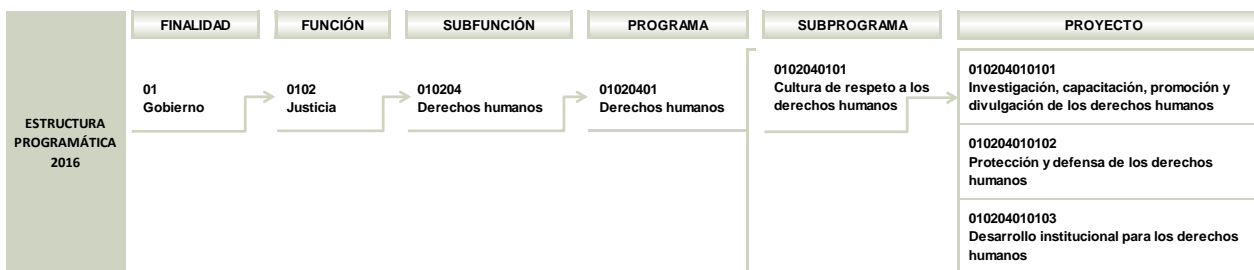 FINALIDAD
FUNCIÓN
SUBFUNCIÓN
PROGRAMA
SUBPROGRAMA
PROYECTO
ESTRUCTURA
PROGRAMÁTICA
2016
01
Gobierno
0102
Justicia
010204
Derechos humanos
01020401
Derechos humanos
0102040101
Cultura de respeto a los
derechos humanos
010204010101
Investigación, capacitación, promoción y
divulgación de los derechos humanos
010204010102
Protección y defensa de los derechos
humanos
010204010103
Desarrollo institucional para los derechos
humanos